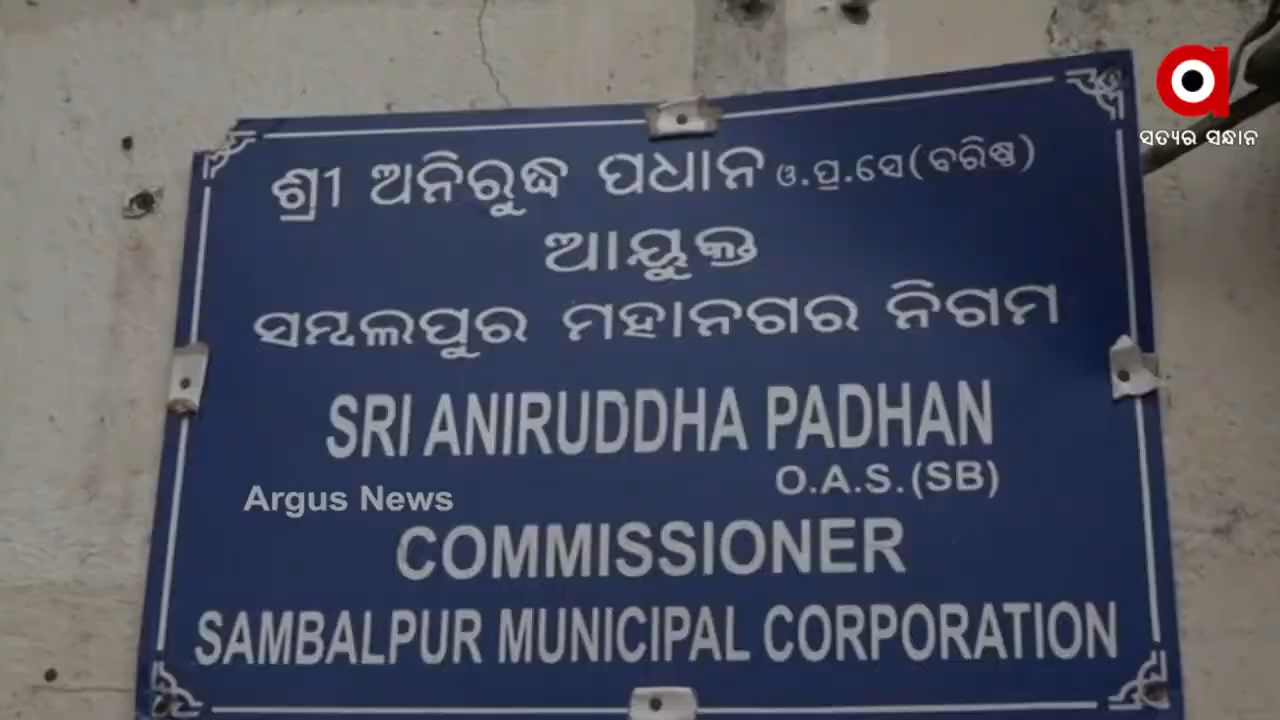 ସତ୍ୟର ସନ୍ଧାନ
ଶ୍ରୀ ଅନିରୁଦ୍ଧ ପଧାନ ଓ.ପ୍ର.ସେ(ବରିଷ୍ଠ)
ଆୟୁକ୍ତ
ସମ୍ବଲପୁର ମହାନଗର ନିଗମ
SRI ANIRUDDHA PADHAN
O.A.S.(SB)
Argus News
COMMISSIONER
SAMBALPUR MUNICIPAL CORPORATION